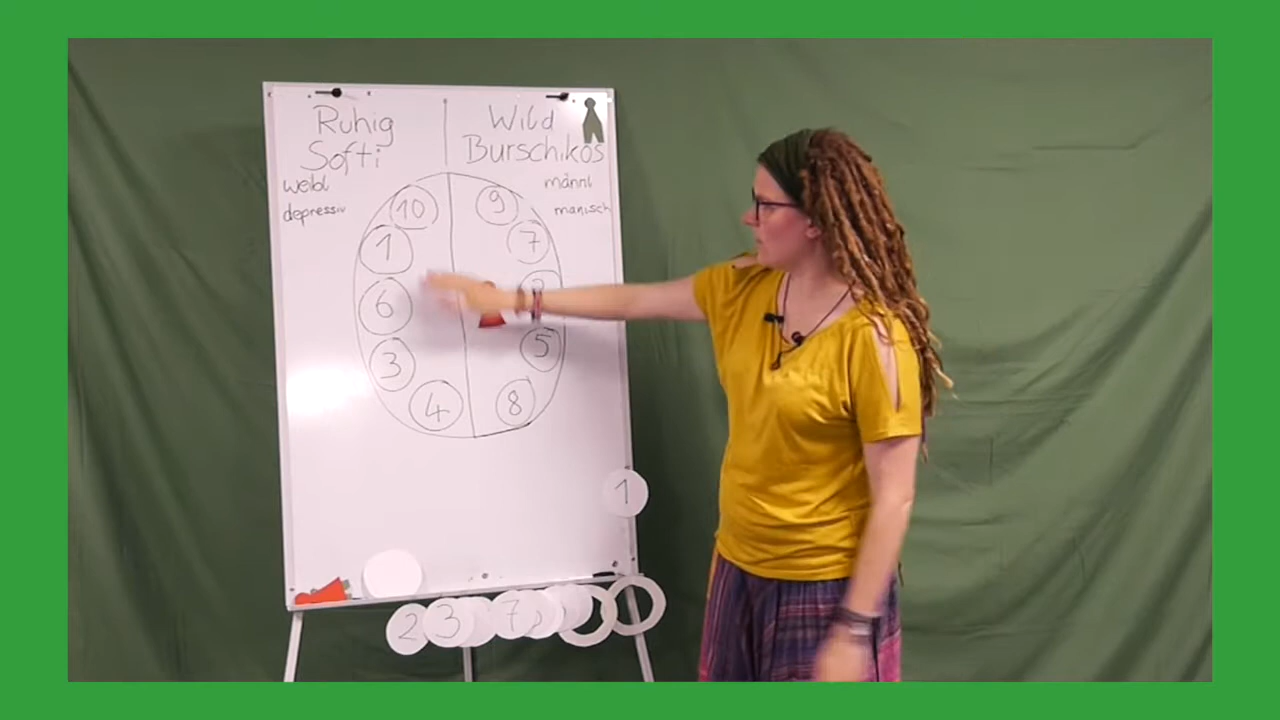 Ruhig
Softi
weibl
depressiv
Wild
Burschikos
männl
manisch
10
1
6
3
4
9
7
5
8
1
2
3
7